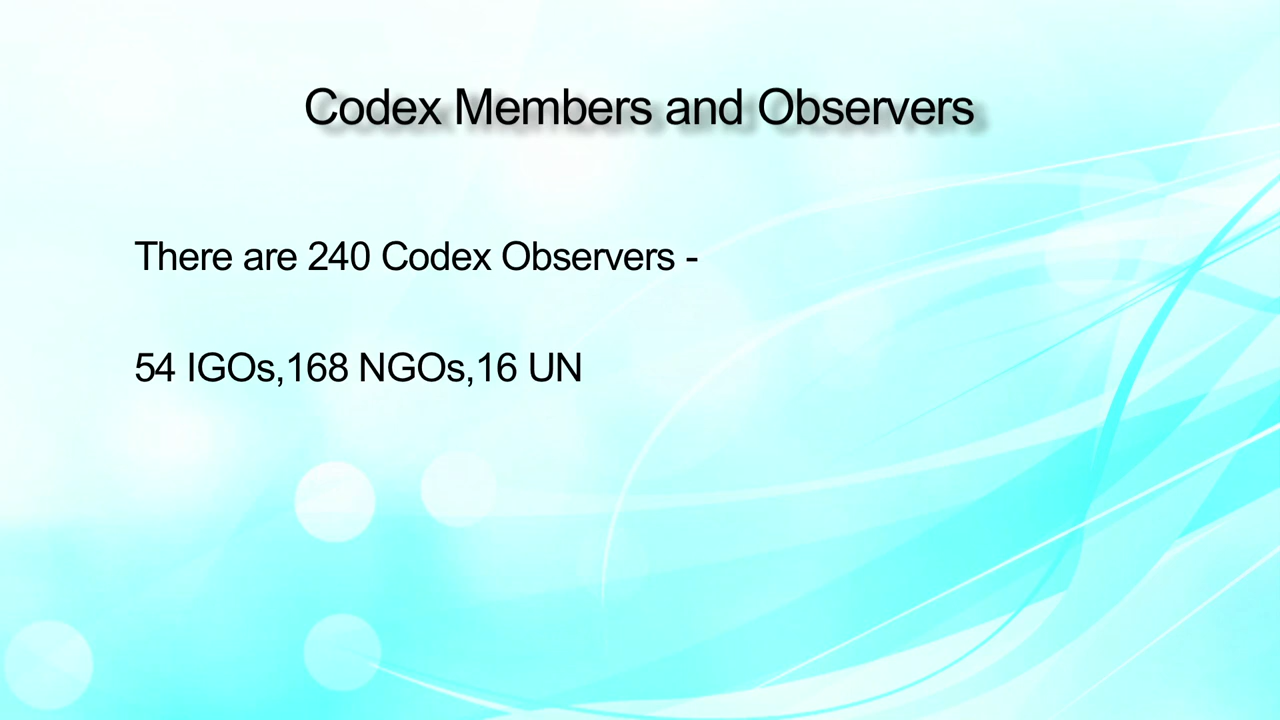 Codex Members and Observers
There are 240 Codex Observers -
54 IGOs,168 NGOs,16 UN